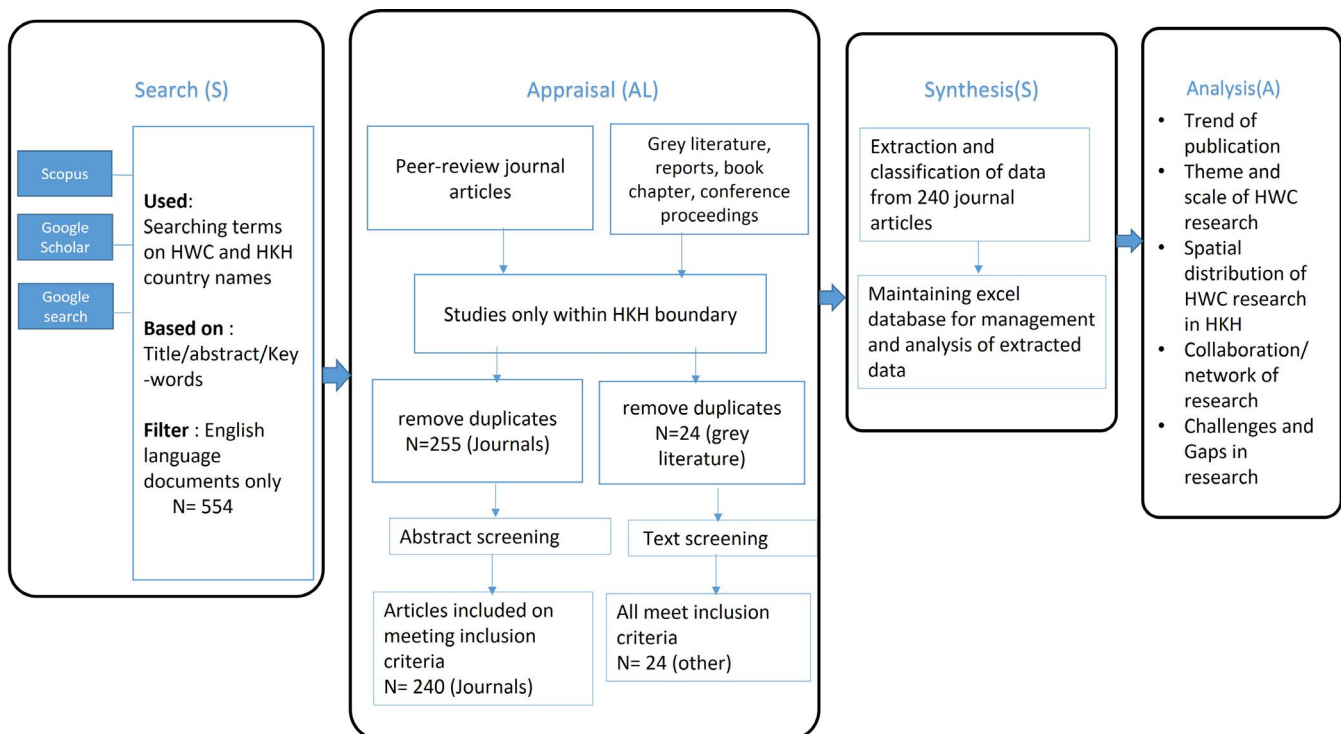 Search (S)
Scopus
Google
Scholar
Google
search
Used:
Searching terms
on HWC and HKH
country names
Based on :
Title/abstract/Key
-words
Filter : English
language
documents only
N= 554
Appraisal (AL)
Peer-review journal
articles
Grey literature,
reports, book
chapter, conference
proceedings
Studies only within HKH boundary
remove duplicates
N=255 (Journals)
remove duplicates
N=24 (grey
literature)
Abstract screening
Text screening
Articles included on
meeting inclusion
criteria
N= 240 (Journals)
All meet inclusion
criteria
N= 24 (other)
Synthesis(S)
Extraction and
classification of data
from 240 journal
articles
Maintaining excel
database for management
and analysis of extracted
data
Analysis(A)
• Trend of
publication
• Theme and
scale of HWC
research
• Spatial
distribution of
HWC research
in HKH
• Collaboration/
network of
research
• Challenges and
Gaps in
research